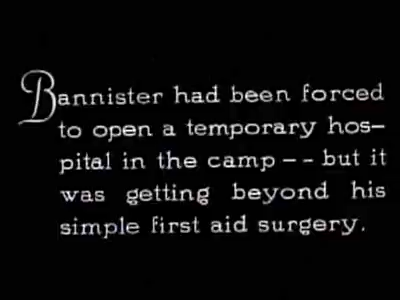 Bannister had been forced
to open a temporary hos–
pital in the camp – – but it
was getting beyond his
simple first aid surgery.